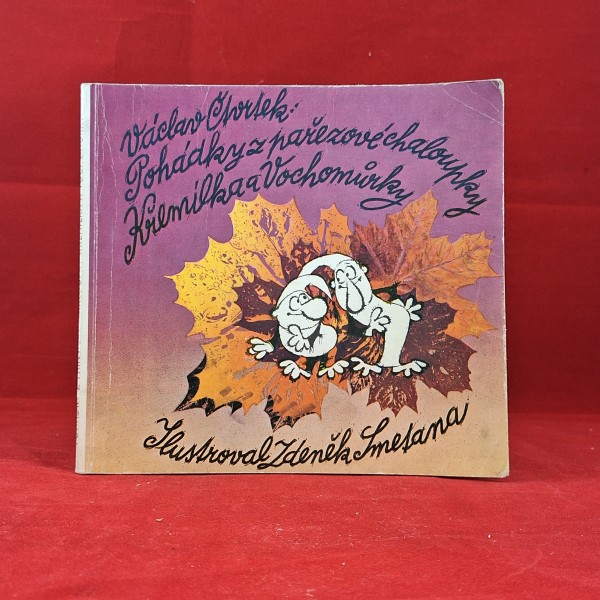 Václav Čtvrtek:
Pohádky z pařezové chaloupky
Křemílka a Vochomůrky
Ilustroval Zdeněk Smetana